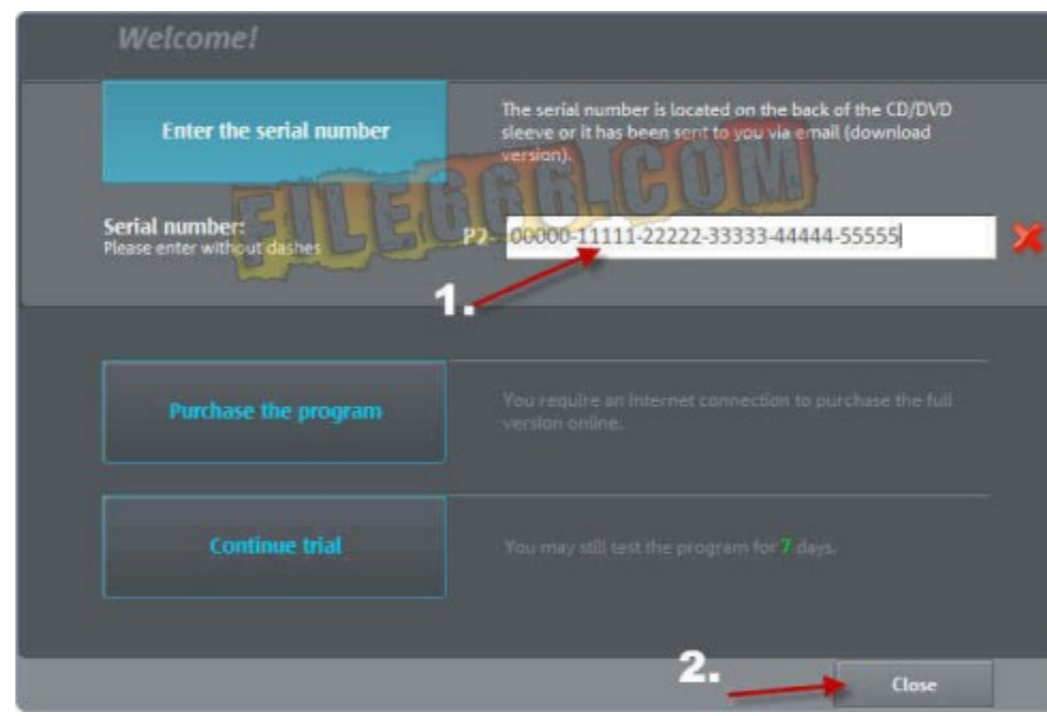 Welcome!
Enter the serial number
The serial number is located on the back of the CD/DVD
sleeve or it has been sent to you via email (download
version).
FILE666.COM
Serial number:
Please enter without dashes
P2- 00000-11111-22222-33333-44444-55555
1.
Purchase the program
You require an Internet connection to purchase the full
version online.
Continue trial
You may still test the program for 7 days.
2.
Close